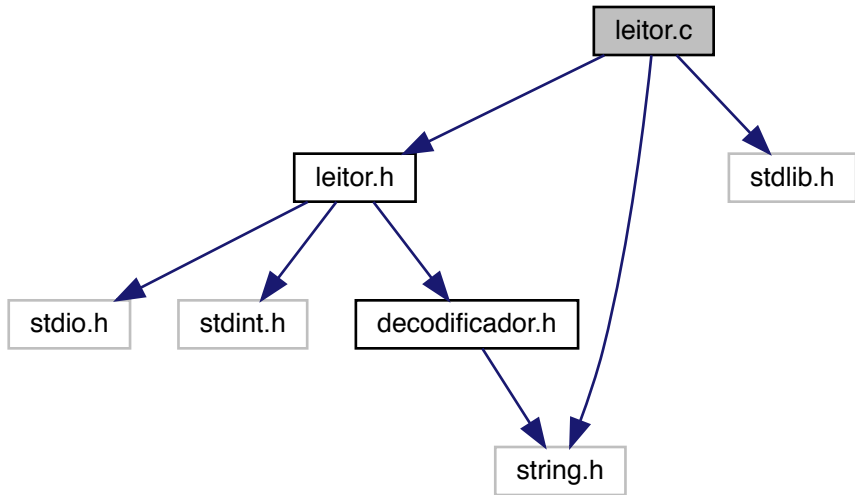 leitor.c
leitor.h
stdlib.h
stdio.h
stdint.h
decodificador.h
string.h